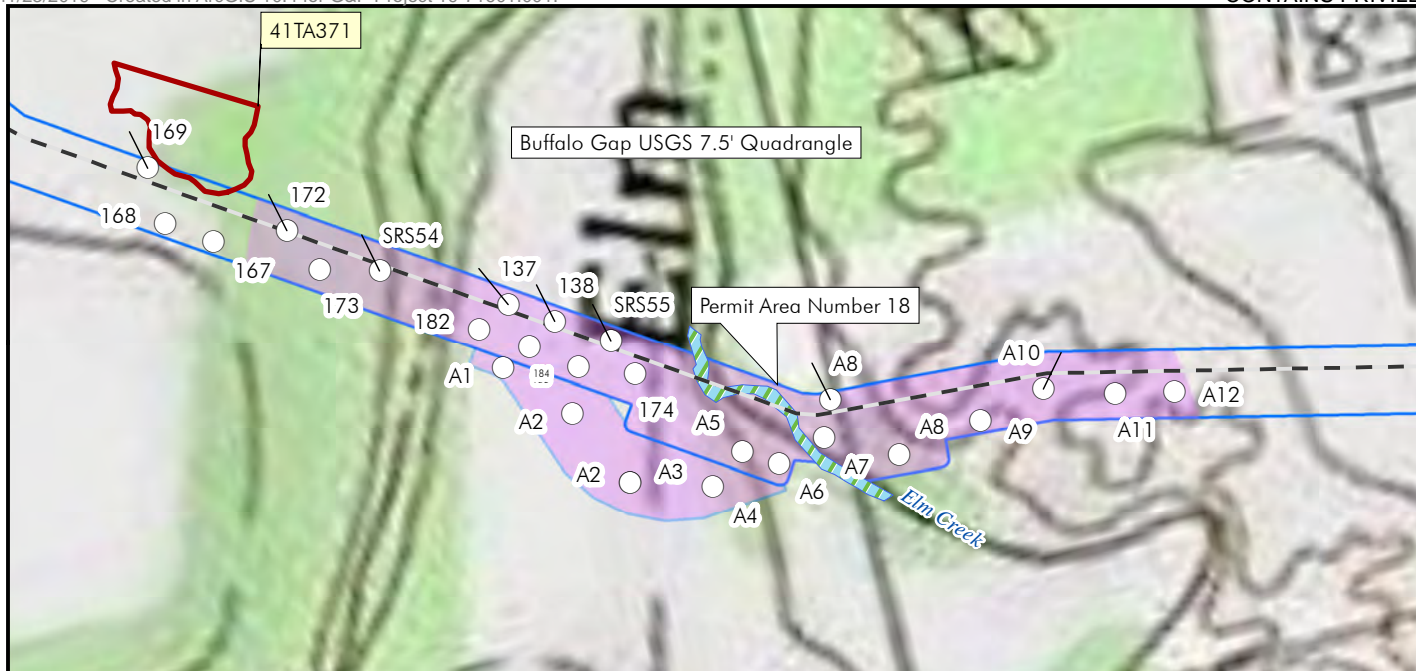 41TA371
169
Buffalo Gap USGS 7.5' Quadrangle
172
168
SRS54
167
137
138
173
SRS55
Permit Area Number 18
182
A8
A10
A1
184
174
A12
A2
A5
A8
A9
A11
A2
A3
A7
A6
A4
Elm Creek
Elm